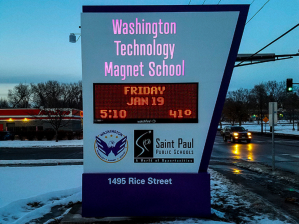 Washington
Technology
Magnet School
FRIDAY
JAN 19
5:10 41°
WASHINGTON
Saint Paul
PUBLIC SCHOOLS
A World of Opportunities
1495 Rice Street